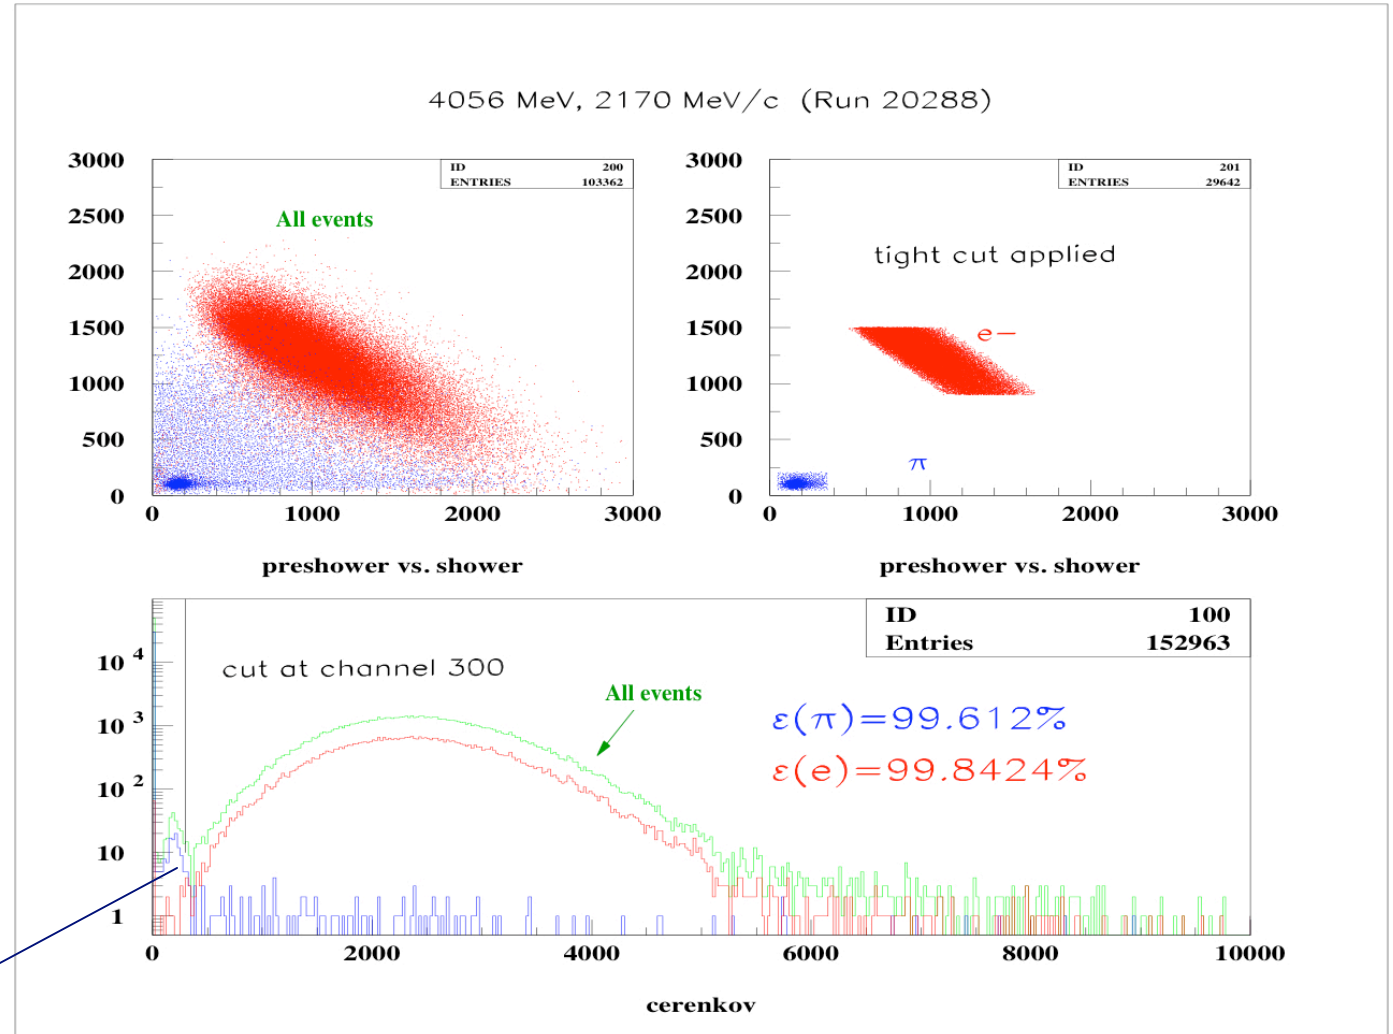 4056 MeV, 2170 MeV/c (Run 20288)
3000
2500
2000
1500
1000
500
0
ID 200
ENTRIES 103362
All events
0 1000 2000 3000
preshower vs. shower
3000
2500
2000
1500
1000
500
0
ID 201
ENTRIES 29642
tight cut applied
e−
π
0 1000 2000 3000
preshower vs. shower
10 4
10 3
10 2
10
1
ID 100
Entries 152963
cut at channel 300
All events
ε(π)=99.612%
ε(e)=99.8424%
0 2000 4000 6000 8000 10000
cerenkov